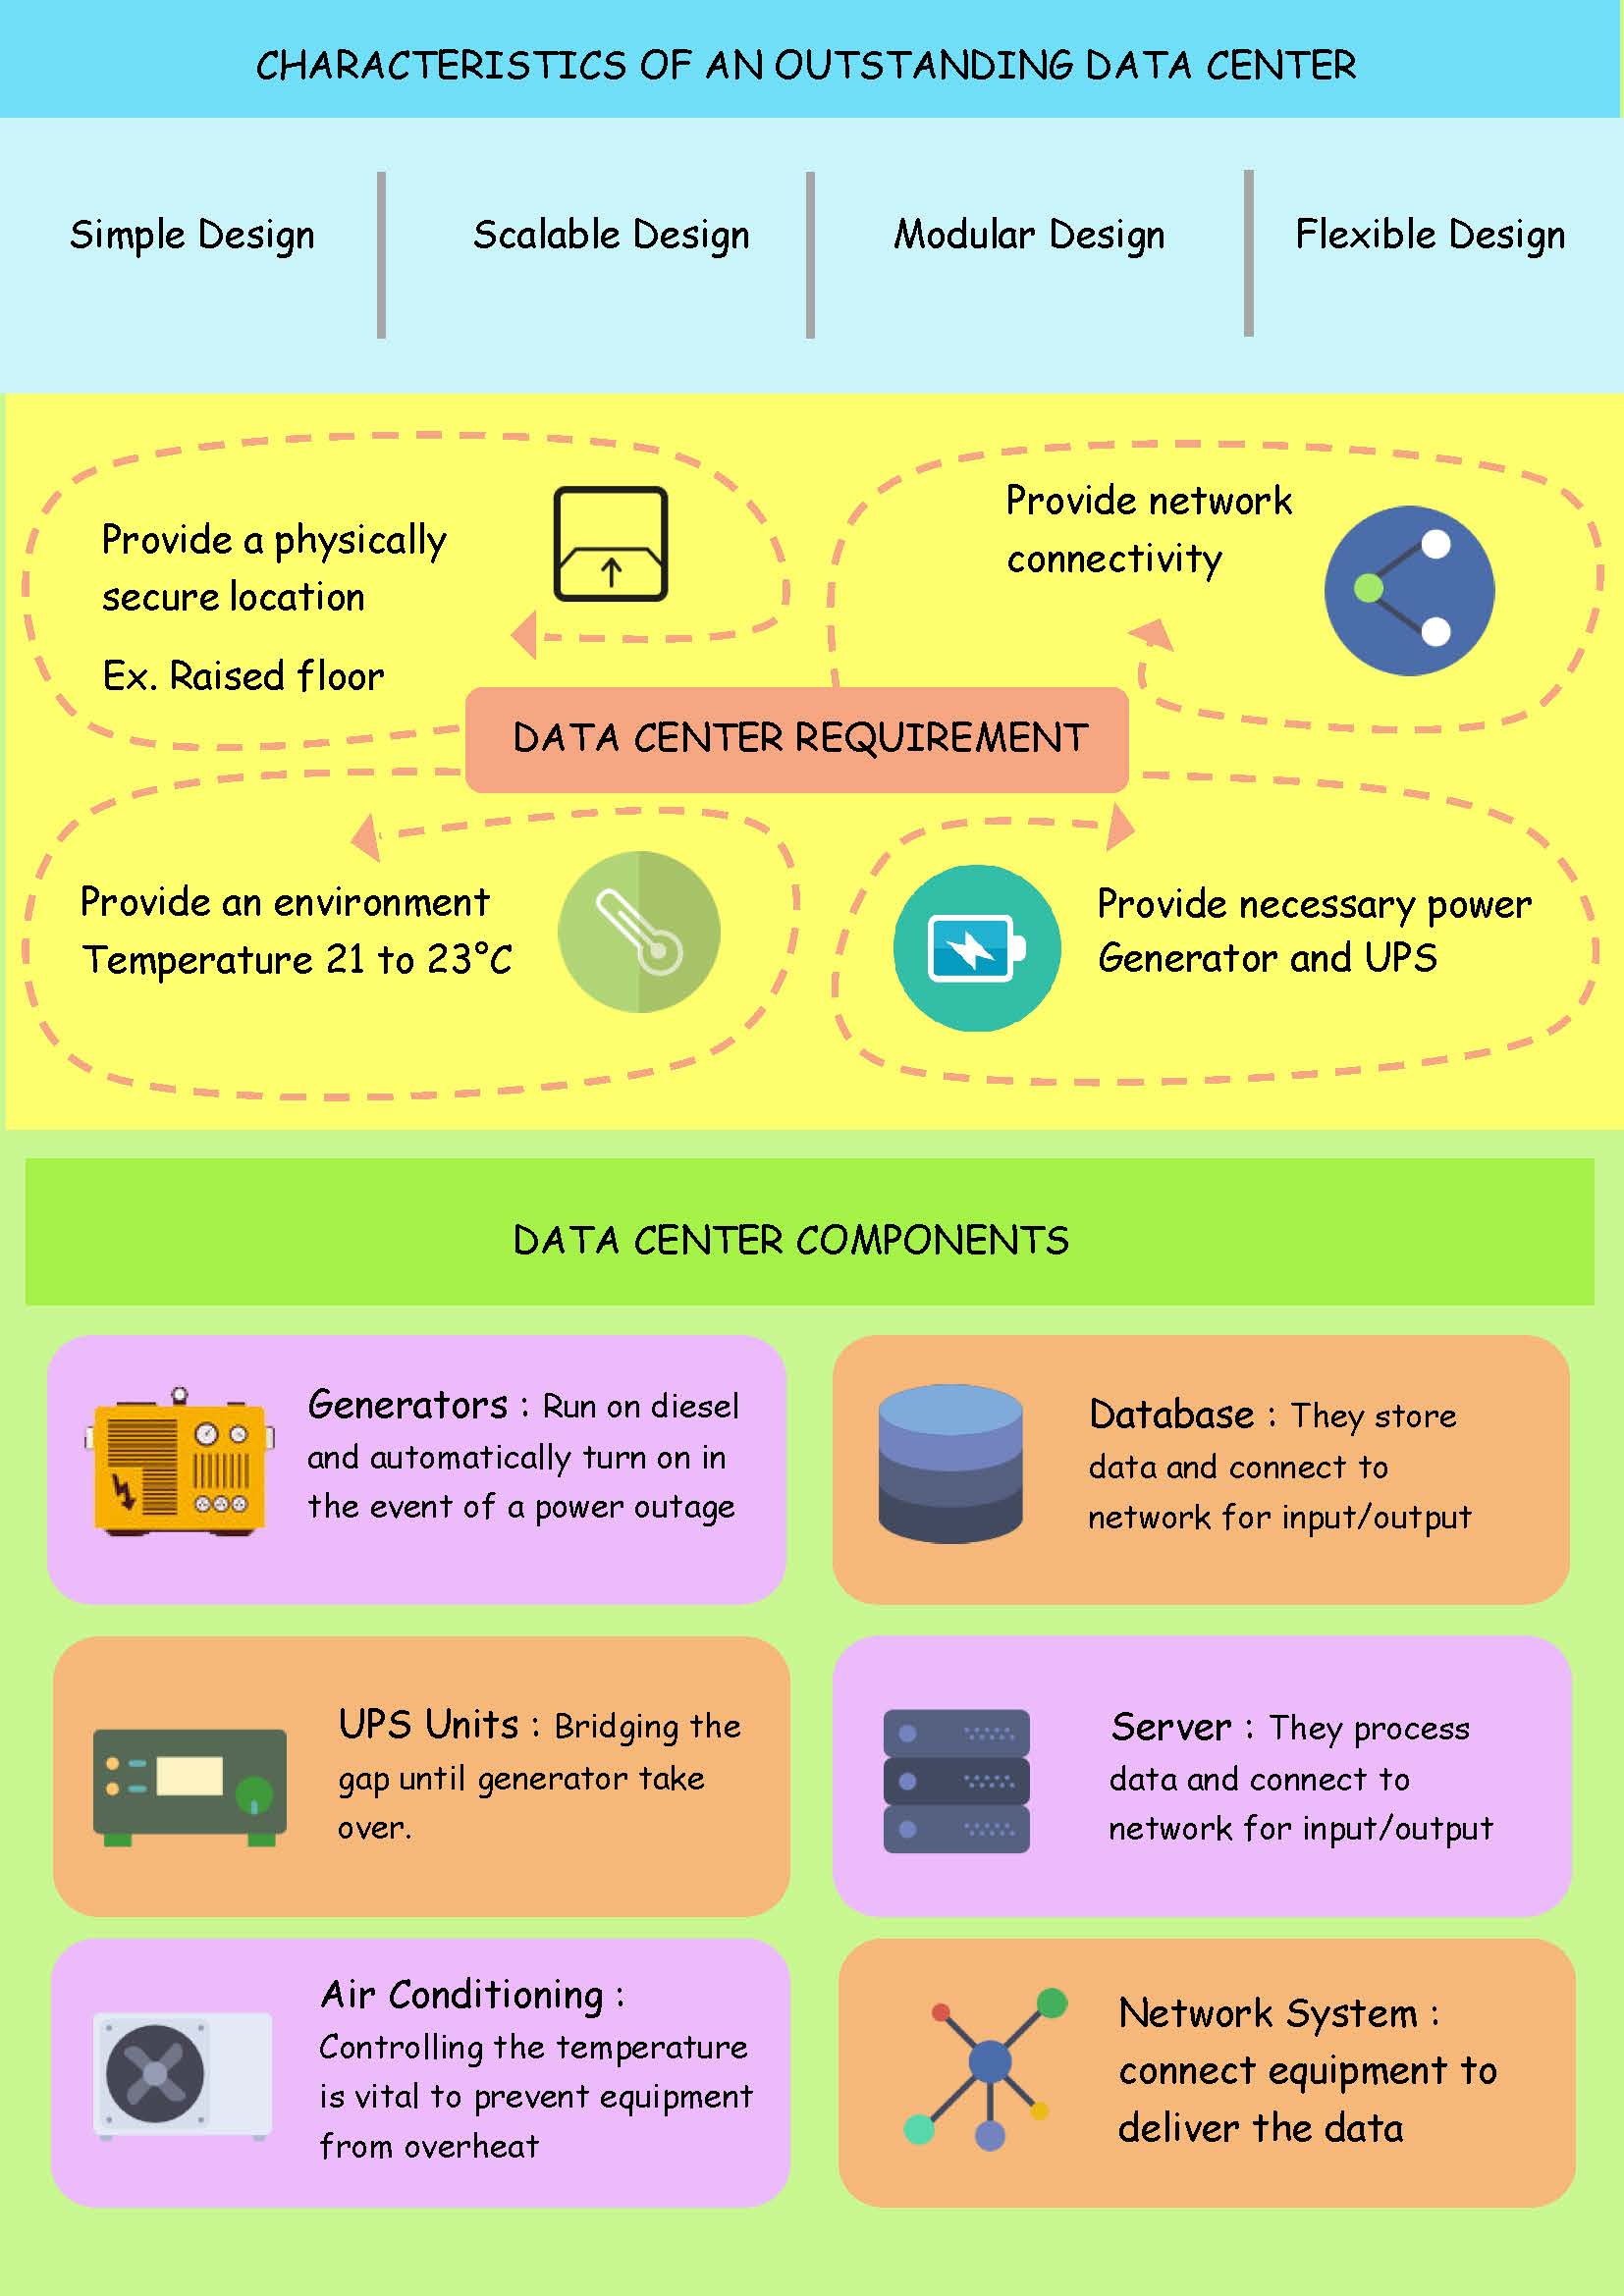 CHARACTERISTICS OF AN OUTSTANDING DATA CENTER
Simple Design
Scalable Design
Modular Design
Flexible Design
Provide a physically
secure location
Ex. Raised floor
Provide network
connectivity
DATA CENTER REQUIREMENT
Provide an environment
Temperature 21 to 23°C
Provide necessary power
Generator and UPS
DATA CENTER COMPONENTS
Generators : Run on diesel
and automatically turn on in
the event of a power outage
Database : They store
data and connect to
network for input/output
UPS Units : Bridging the
gap until generator take
over.
Server : They process
data and connect to
network for input/output
Air Conditioning :
Controlling the temperature
is vital to prevent equipment
from overheat
Network System :
connect equipment to
deliver the data